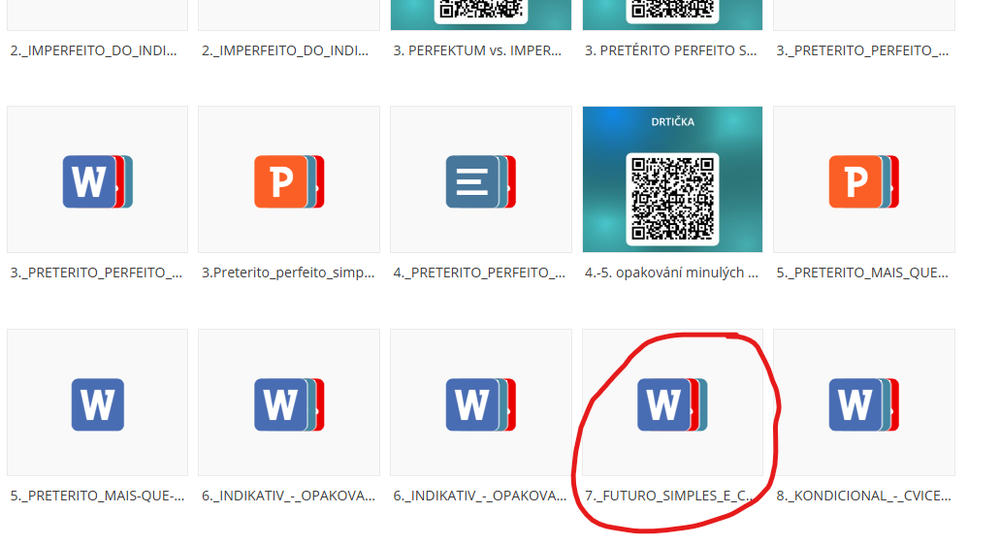 2._IMPERFEITO_DO_INDI...
2._IMPERFEITO_DO_INDI...
3. PERFEKTUM vs. IMPER...
3. PRETÉRITO PERFEITO S...
3._PRETERITO_PERFEITO_...
W
P
DRTIČKA
P
3._PRETERITO_PERFEITO_...
3.Preterito_perfeito_simp...
4._PRETERITO_PERFEITO_...
4.-5. opakování minulých ...
5._PRETERITO_MAIS_QUE...
W
W
W
W
W
5._PRETERITO_MAIS-QUE-...
6._INDIKATIV_-_OPAKOVA...
6._INDIKATIV_-_OPAKOVA...
7._FUTURO_SIMPLES_E_C...
8._KONDICIONAL_-_CVICE...